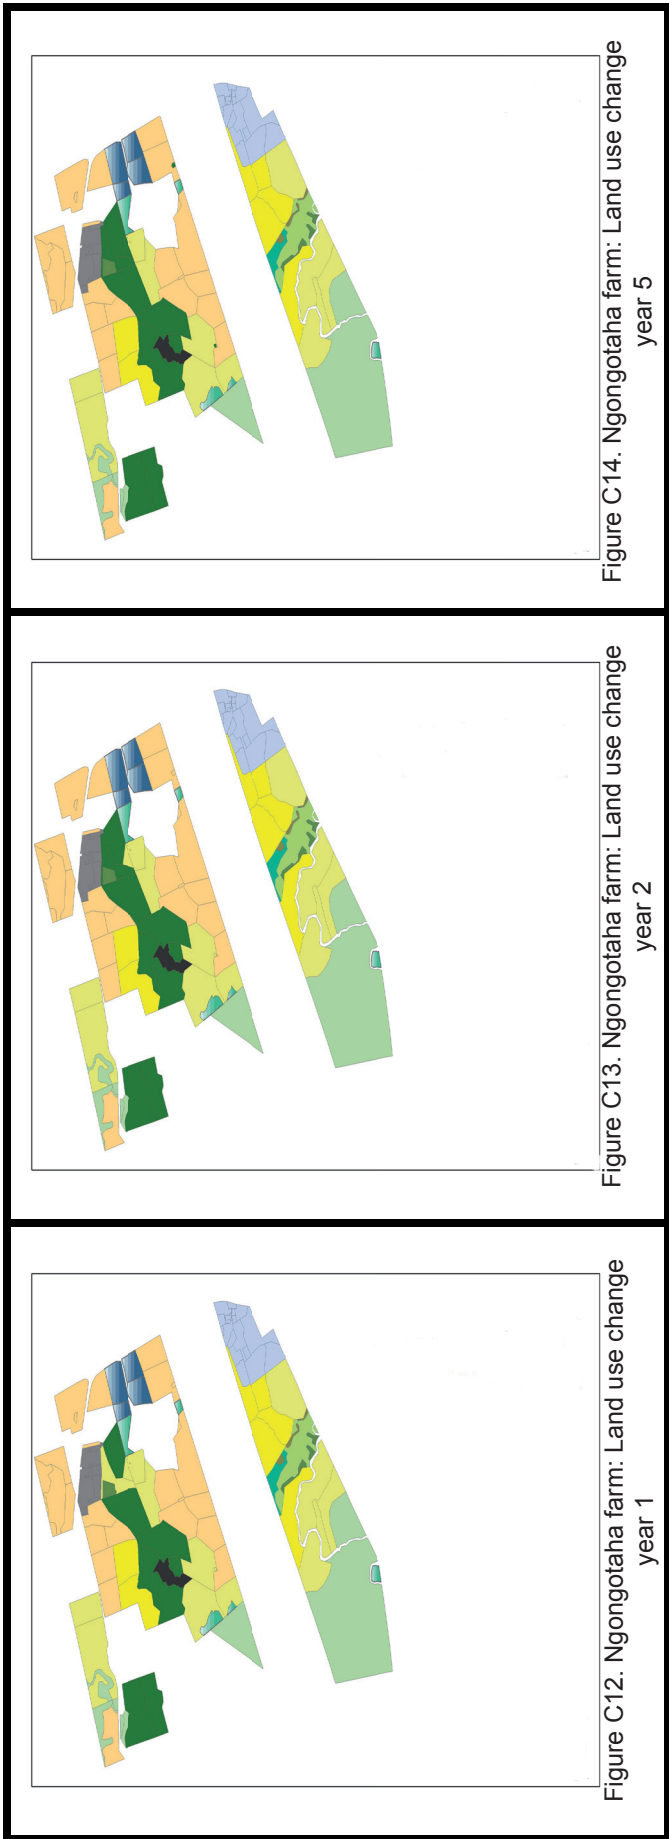 Figure C12. Ngongotaha farm: Land use change
year 1
Figure C13. Ngongotaha farm: Land use change
year 2
Figure C14. Ngongotaha farm: Land use change
year 5